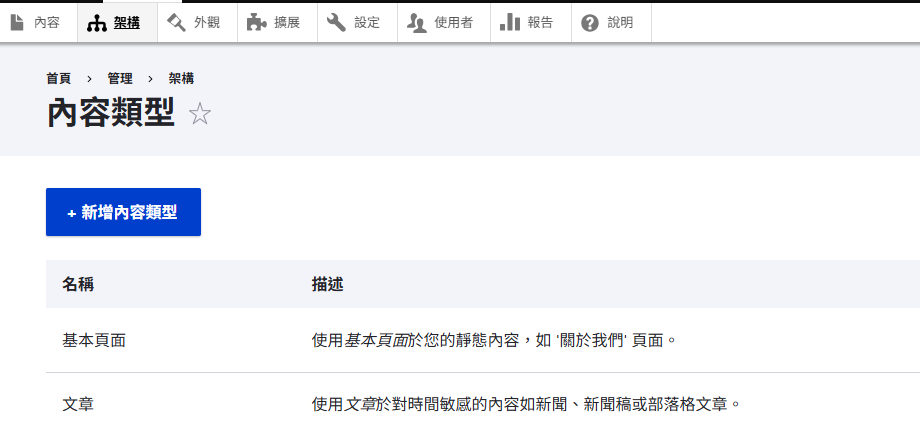 內容 架構 外觀 擴展 設定 使用者 報告 說明
首頁 › 管理 › 架構
內容類型
+ 新增內容類型
名稱 描述
基本頁面 使用基本頁面於您的靜態內容，如 '關於我們' 頁面。
文章 使用文章於對時間敏感的內容如新聞、新聞稿或部落格文章。